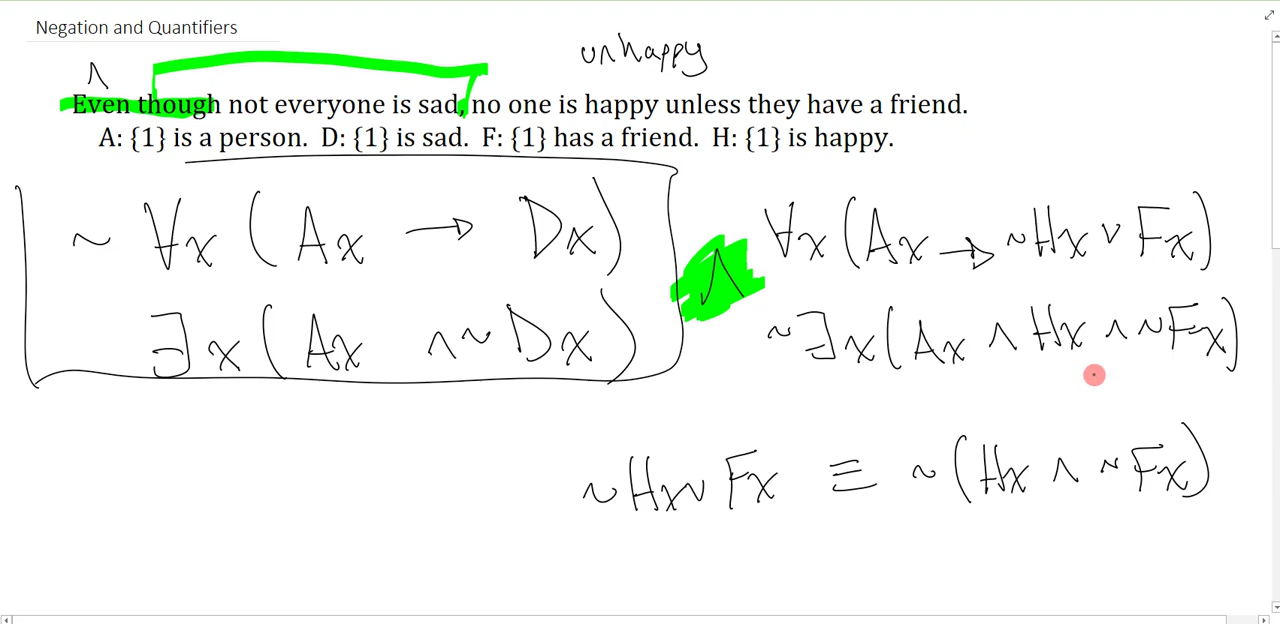 Negation and Quantifiers
unhappy
∧
Even though not everyone is sad, no one is happy unless they have a friend.
A: {1} is a person. D: {1} is sad. F: {1} has a friend. H: {1} is happy.
~ ∀x (Ax → Dx) ∧ ∀x (Ax → ~Hx ∨ Fx)
∃x (Ax ∧ ~Dx) ~∃x (Ax ∧ Hx ∧ ~Fx)
~Hx ∨ Fx ≡ ~(Hx ∧ ~Fx)